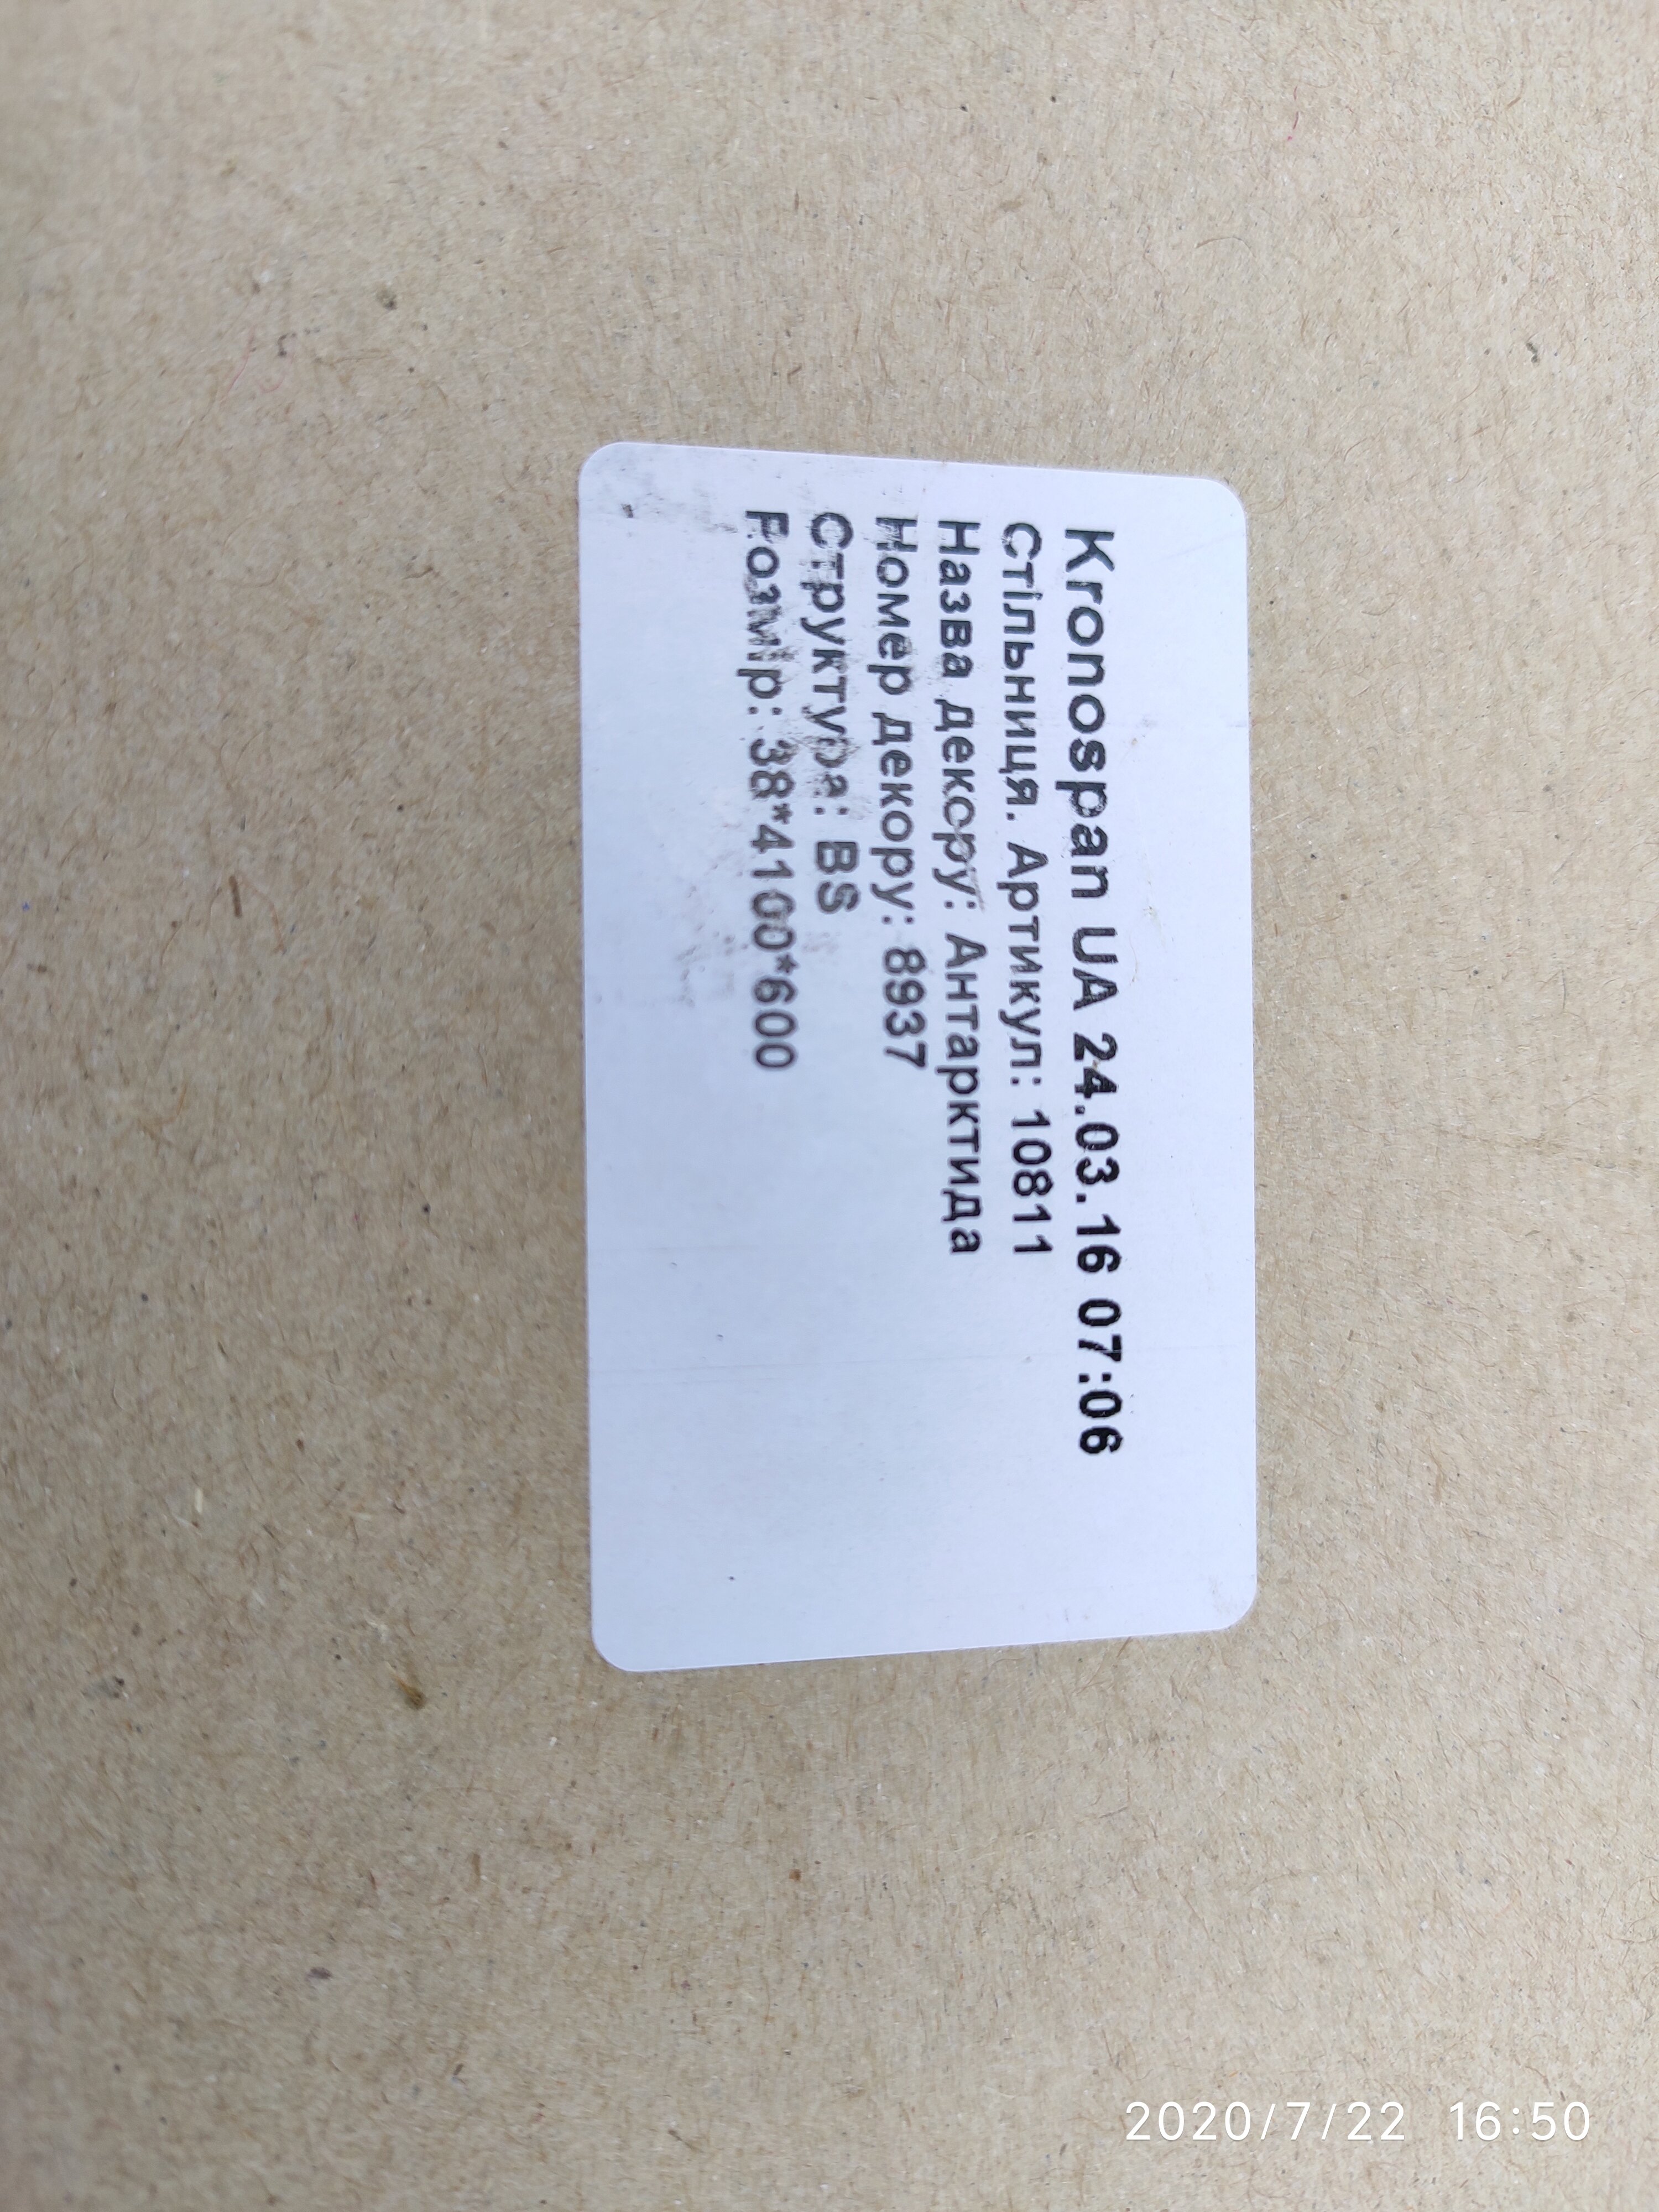 Kronospan UA 24.03.16 07:06
Стільниця. Артикул: 10811
Назва декору: Антарктида
Номер декору: 8937
Структура: BS
Розмір: 38*4100*600
2020/7/22 16:50